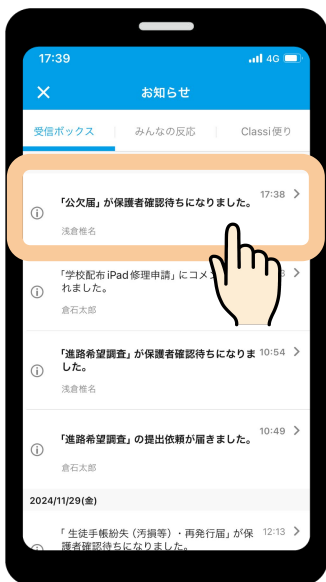 17:39
4G
お知らせ
受信ボックス
みんなの反応
Classi便り
「公欠届」が保護者確認待ちになりました。
17:38
浅倉椎名
「学校配布iPad修理申請」にコメ
れました。
倉石太郎
「進路希望調査」が保護者確認待ちになりま
した。
10:54
浅倉椎名
「進路希望調査」の提出依頼が届きました。
10:49
倉石太郎
2024/11/29(金)
「生徒手帳紛失（汚損等）・再発行届」が保
護者確認待ちになりました。
12:13